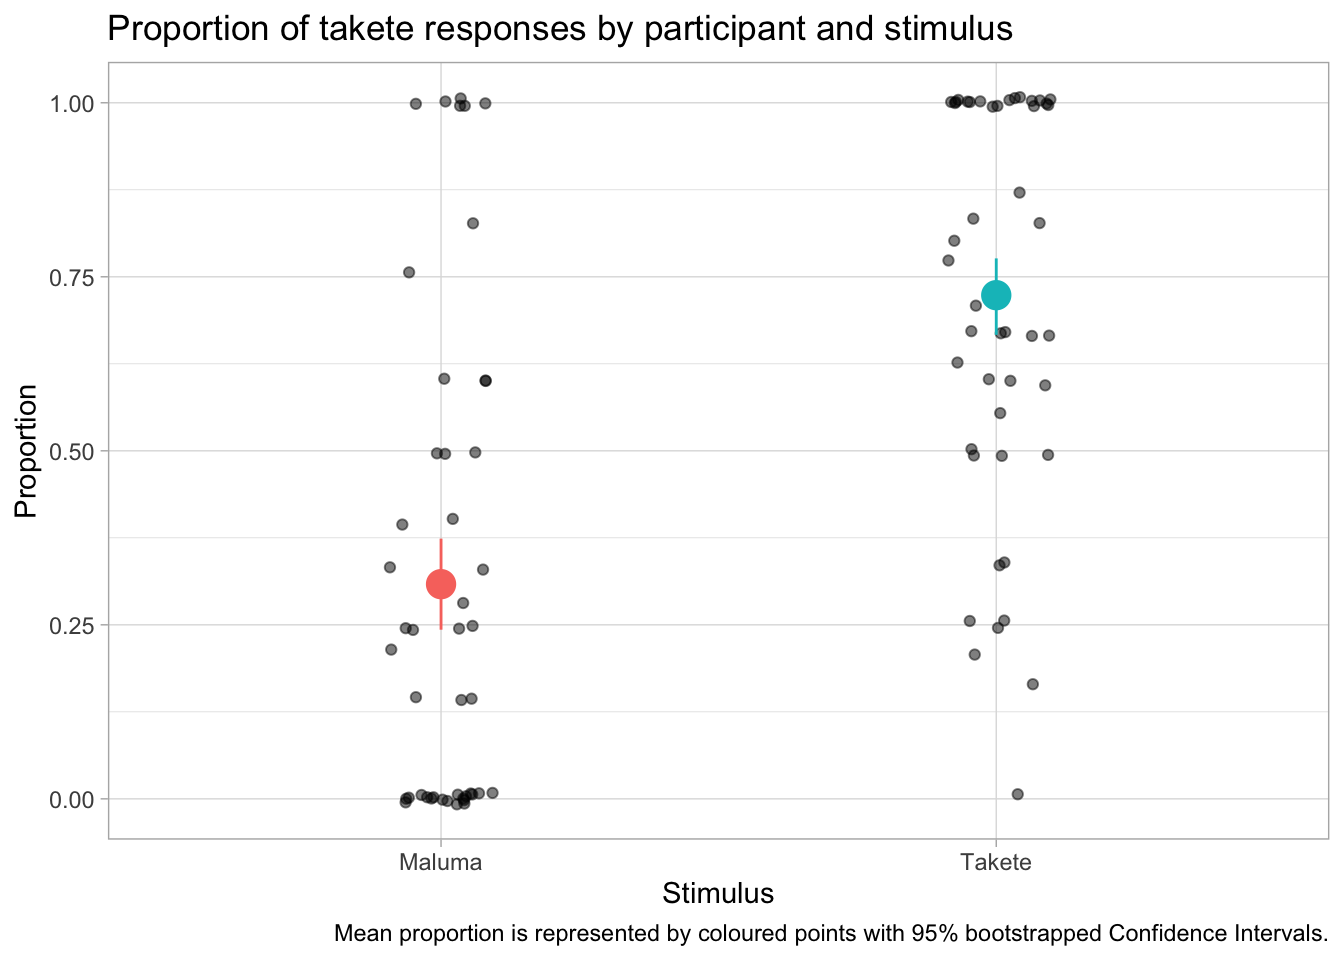 Proportion of takete responses by participant and stimulus
Proportion
1.00
0.75
0.50
0.25
0.00
Maluma
Takete
Stimulus
Mean proportion is represented by coloured points with 95% bootstrapped Confidence Intervals.